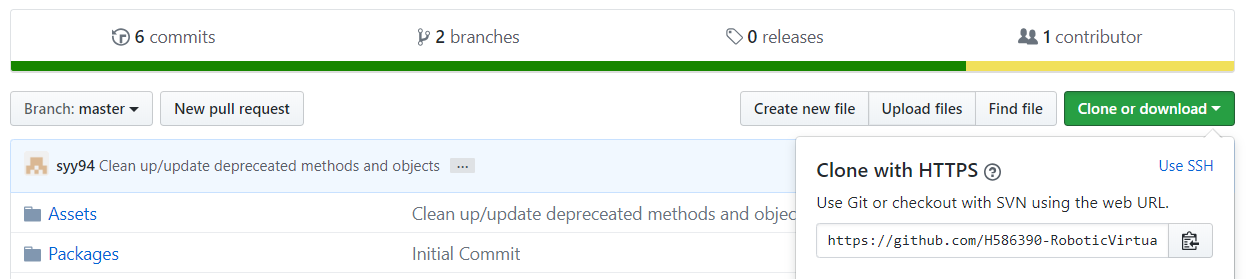 6 commits
2 branches
0 releases
1 contributor
Branch: master
New pull request
Create new file
Upload files
Find file
Clone or download
syy94 Clean up/update depreceated methods and objects ...
Clone with HTTPS ?
Use SSH
Use Git or checkout with SVN using the web URL.
https://github.com/H586390-RoboticVirtua
Assets
Clean up/update depreceated methods and objec
Packages
Initial Commit